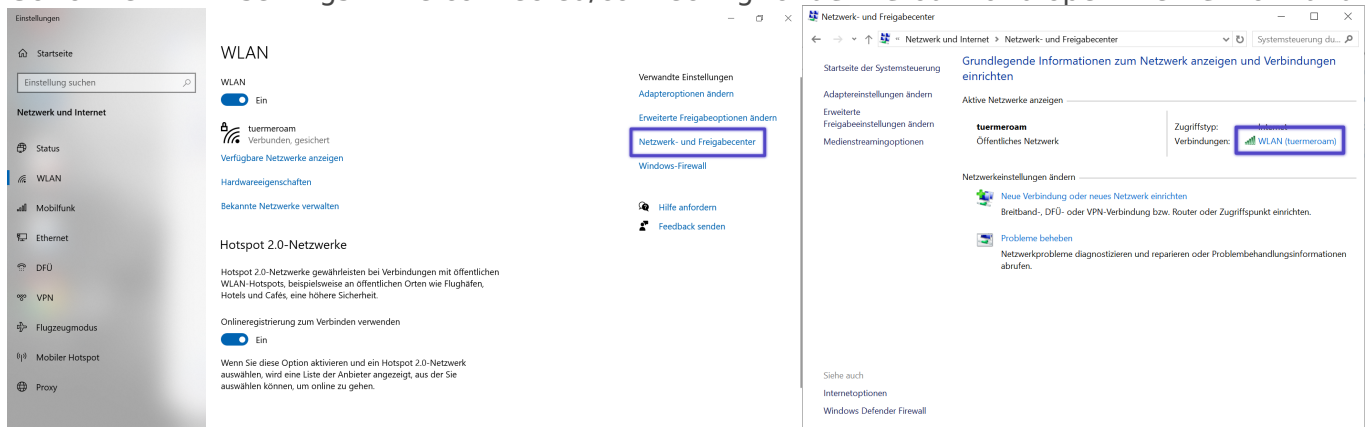 Einstellungen
Startseite
Einstellung suchen
Netzwerk und Internet
Status
WLAN
Mobilfunk
Ethernet
DFÜ
VPN
Flugzeugmodus
Mobiler Hotspot
Proxy
WLAN
WLAN
Ein
tuermeroam
Verbunden, gesichert
Verfügbare Netzwerke anzeigen
Hardwareeigenschaften
Bekannte Netzwerke verwalten
Hotspot 2.0-Netzwerke
Hotspot 2.0-Netzwerke gewährleisten bei Verbindungen mit öffentlichen
WLAN-Hotspots, beispielsweise an öffentlichen Orten wie Flughäfen,
Hotels und Cafés, eine höhere Sicherheit.
Onlineregistrierung zum Verbinden verwenden
Ein
Wenn Sie diese Option aktivieren und ein Hotspot 2.0-Netzwerk
auswählen, wird eine Liste der Anbieter angezeigt, aus der Sie
auswählen können, um online zu gehen.
Verwandte Einstellungen
Adapteroptionen ändern
Erweiterte Freigabeoptionen ändern
Netzwerk- und Freigabecenter
Windows-Firewall
Hilfe anfordern
Feedback senden
Netzwerk- und Freigabecenter
« Netzwerk und Internet > Netzwerk- und Freigabecenter
Systemsteuerung du...
Startseite der Systemsteuerung
Adaptereinstellungen ändern
Erweiterte
Freigabeeinstellungen ändern
Medienstreamingoptionen
Grundlegende Informationen zum Netzwerk anzeigen und Verbindungen
einrichten
Aktive Netzwerke anzeigen
tuermeroam
Öffentliches Netzwerk
Zugriffstyp: Internet
Verbindungen: WLAN (tuermeroam)
Netzwerkeinstellungen ändern
Neue Verbindung oder neues Netzwerk einrichten
Breitband-, DFÜ- oder VPN-Verbindung bzw. Router oder Zugriffspunkt einrichten.
Probleme beheben
Netzwerkprobleme diagnostizieren und reparieren oder Problembehandlungsinformationen
abrufen.
Siehe auch
Internetoptionen
Windows Defender Firewall